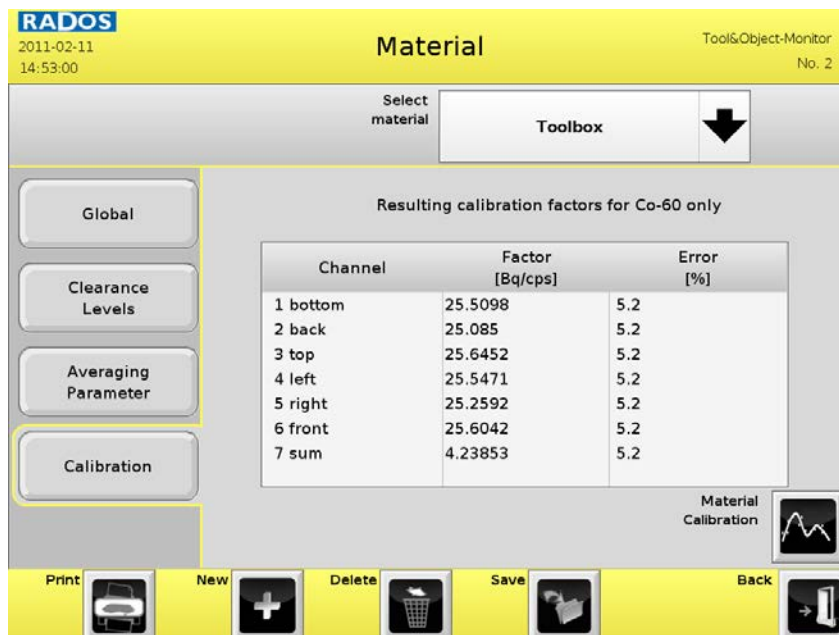 RADOS
2011-02-11
14:53:00
Material
Tool&Object-Monitor
No. 2
Select
material
Toolbox
Global
Clearance
Levels
Averaging
Parameter
Calibration
Resulting calibration factors for Co-60 only
Channel Factor [Bq/cps] Error [%]
1 bottom 25.5098 5.2
2 back 25.085 5.2
3 top 25.6452 5.2
4 left 25.5471 5.2
5 right 25.2592 5.2
6 front 25.6042 5.2
7 sum 4.23853 5.2
Material
Calibration
Print New Delete Save Back